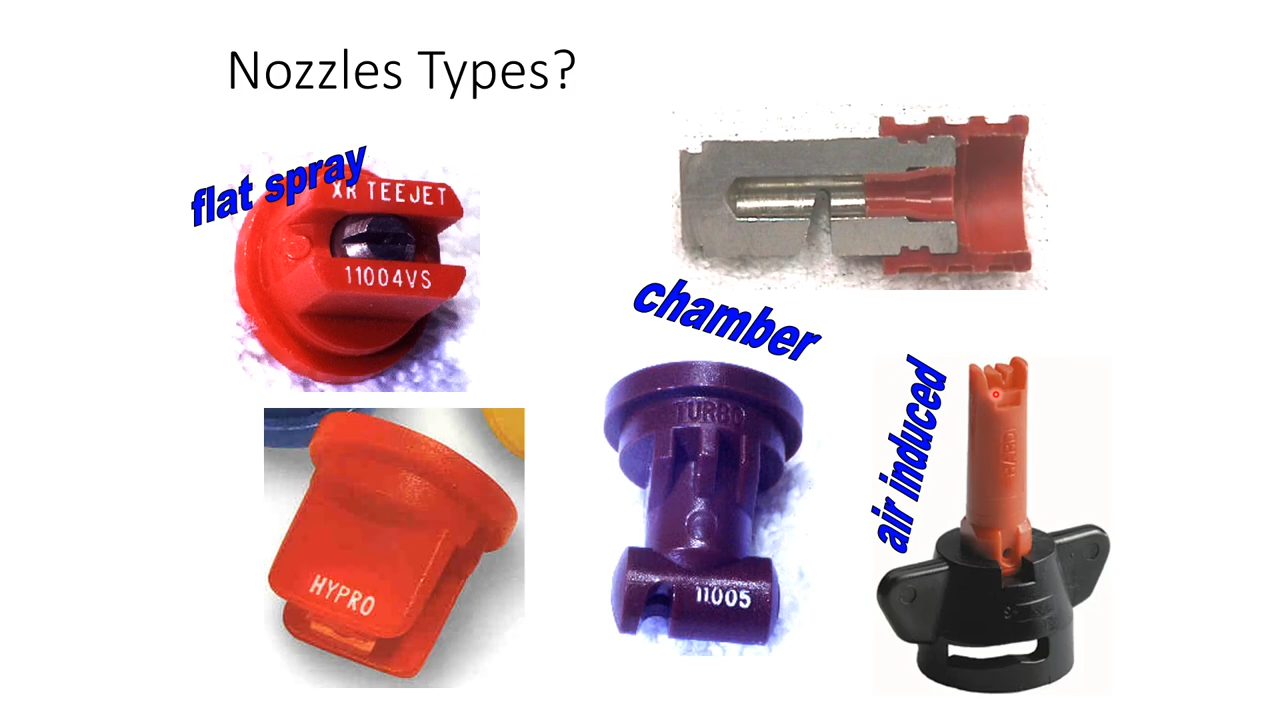 Nozzles Types?
flat spray
XR TEEJET
11004VS
chamber
HYPRO
TURBO
11005
air induced